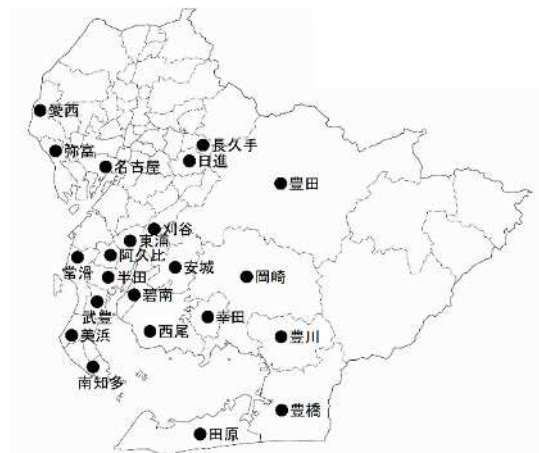 愛西
長久手
弥富
日進
名古屋
豊田
刈谷
東浦
阿久比
常滑
安城
半田
岡崎
碧南
武豊
幸田
美浜
西尾
豊川
南知多
豊橋
田原